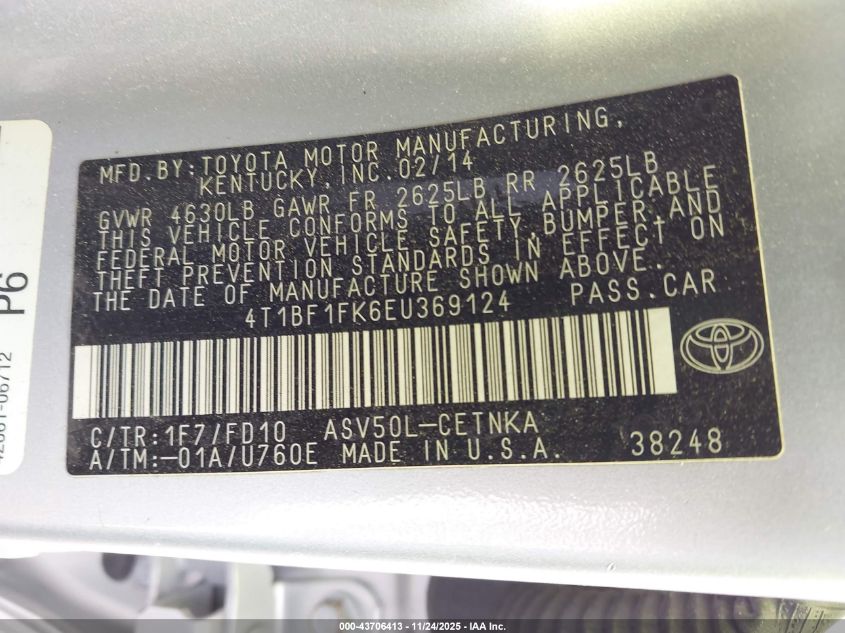 MFD.BY:TOYOTA MOTOR MANUFACTURING,
KENTUCKY,INC.02/14
GVWR 4630LB GAWR FR 2625LB RR 2625LB
THIS VEHICLE CONFORMS TO ALL APPLICABLE
FEDERAL MOTOR VEHICLE SAFETY,BUMPER,AND
THEFT PREVENTION STANDARDS IN EFFECT ON
THE DATE OF MANUFACTURE SHOWN ABOVE.
4T1BF1FK6EU369124 PASS.CAR
C/TR:1F7/FD10 ASV50L-CETNKA
A/TM:-01A/U760E MADE IN U.S.A. 38248
P6
000-43706413 - 11/24/2025 - IAA Inc.